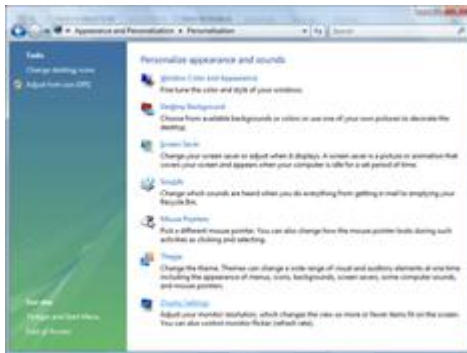 Appearance and Personalization ▸ Personalization
Search
Tasks
Change desktop icons
Adjust font size (DPI)
Personalize appearance and sounds
Window Color and Appearance
Fine tune the color and style of your windows.
Desktop Background
Choose from available backgrounds or colors or use one of your own pictures to decorate the
desktop.
Screen Saver
Change your screen saver or adjust when it displays. A screen saver is a picture or animation that
covers your screen and appears when your computer is idle for a set period of time.
Sounds
Change which sounds are heard when you do everything from getting e-mail to emptying your
Recycle Bin.
Mouse Pointers
Pick a different mouse pointer. You can also change how the mouse pointer looks during such
activities as clicking and selecting.
Theme
Change the theme. Themes can change a wide range of visual and auditory elements at one time
including the appearance of menus, icons, backgrounds, screen savers, some computer sounds,
and mouse pointers.
Display Settings
Adjust your monitor resolution, which changes the view so more or fewer items fit on the screen.
You can also control monitor flicker (refresh rate).
See also
Taskbar and Start Menu
Ease of Access